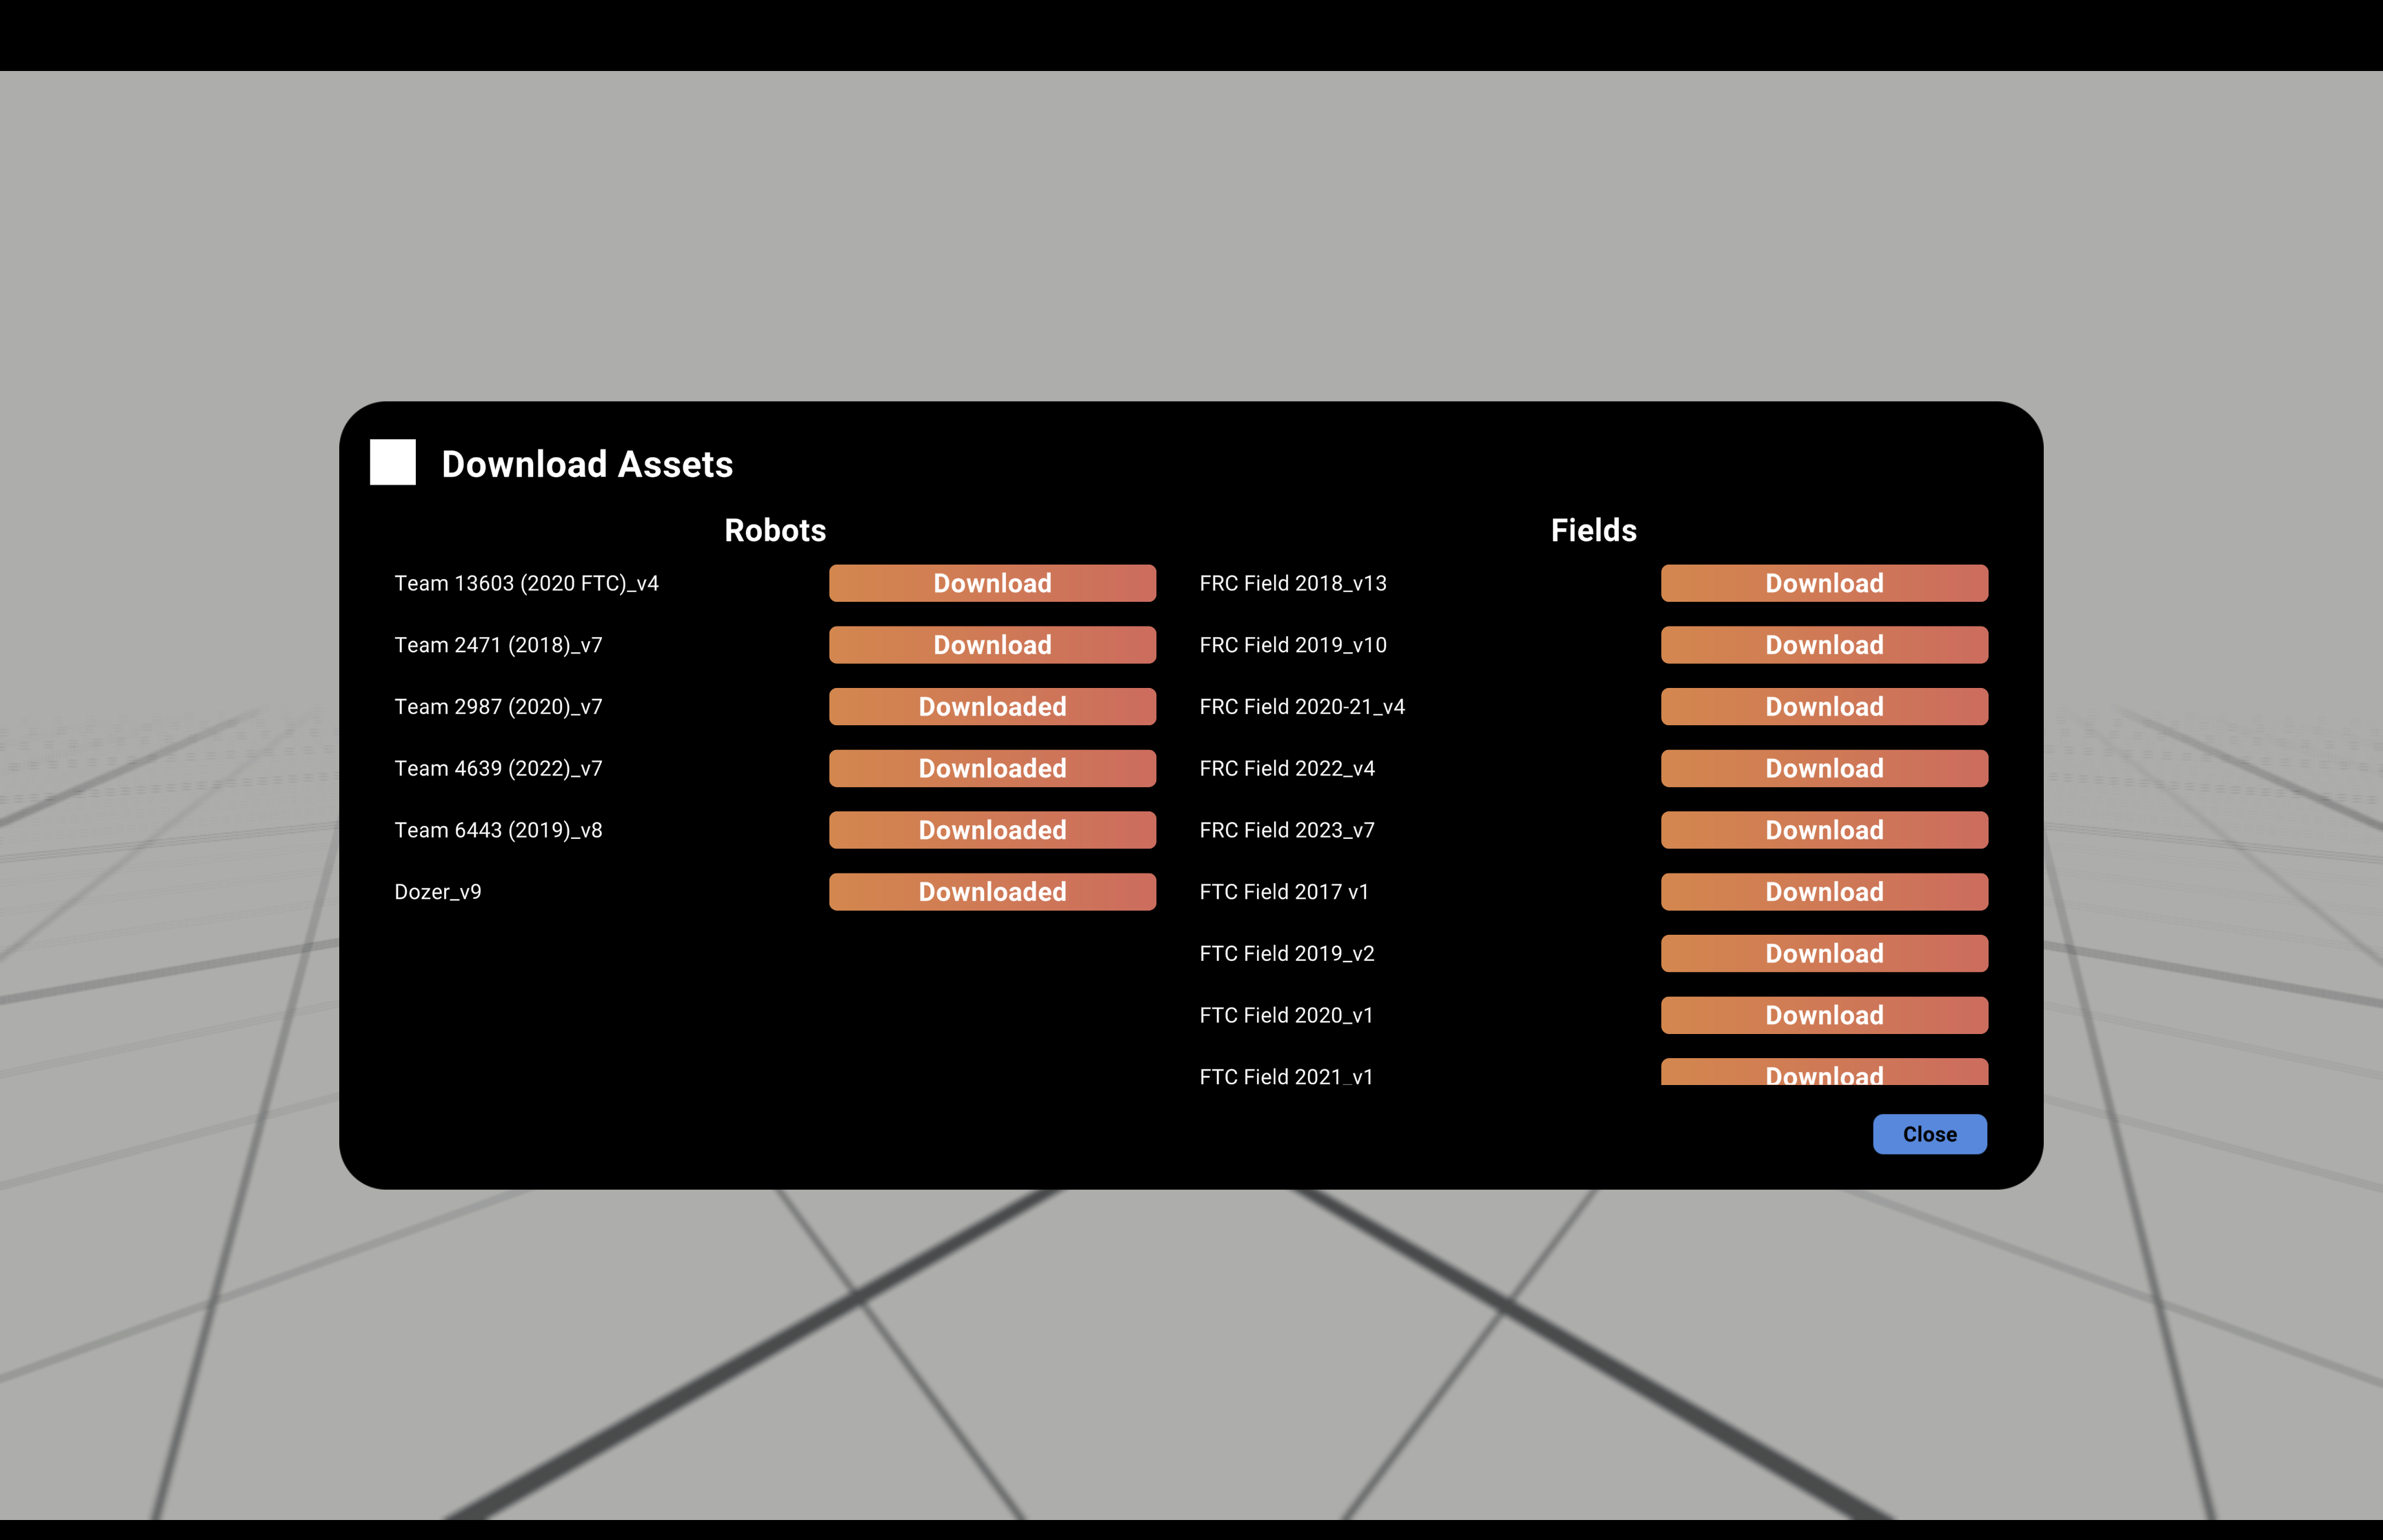 Download Assets
Robots
Team 13603 (2020 FTC)_v4 Download
Team 2471 (2018)_v7 Download
Team 2987 (2020)_v7 Downloaded
Team 4639 (2022)_v7 Downloaded
Team 6443 (2019)_v8 Downloaded
Dozer_v9 Downloaded
Fields
FRC Field 2018_v13 Download
FRC Field 2019_v10 Download
FRC Field 2020-21_v4 Download
FRC Field 2022_v4 Download
FRC Field 2023_v7 Download
FTC Field 2017 v1 Download
FTC Field 2019_v2 Download
FTC Field 2020_v1 Download
FTC Field 2021_v1 Download
Close